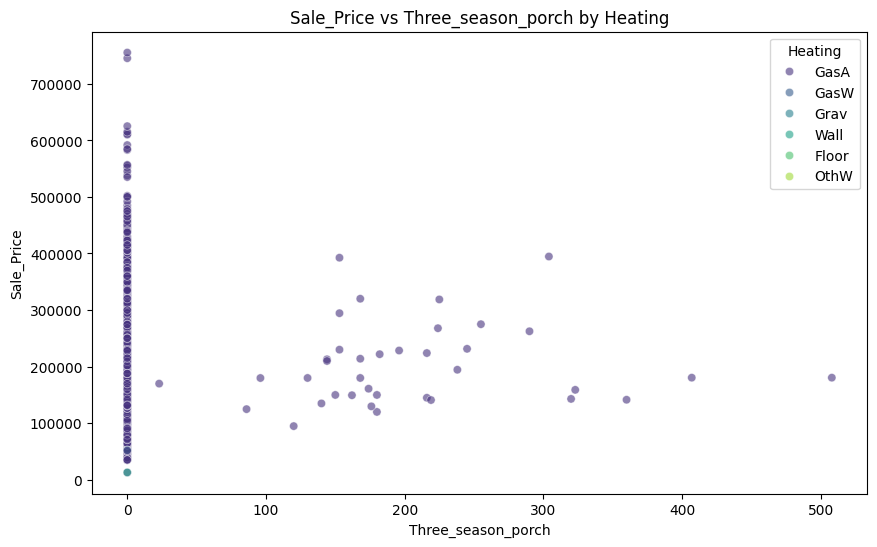 Sale_Price vs Three_season_porch by Heating
Heating
GasA
GasW
Grav
Wall
Floor
OthW
Sale_Price
700000
600000
500000
400000
300000
200000
100000
0
0 100 200 300 400 500
Three_season_porch